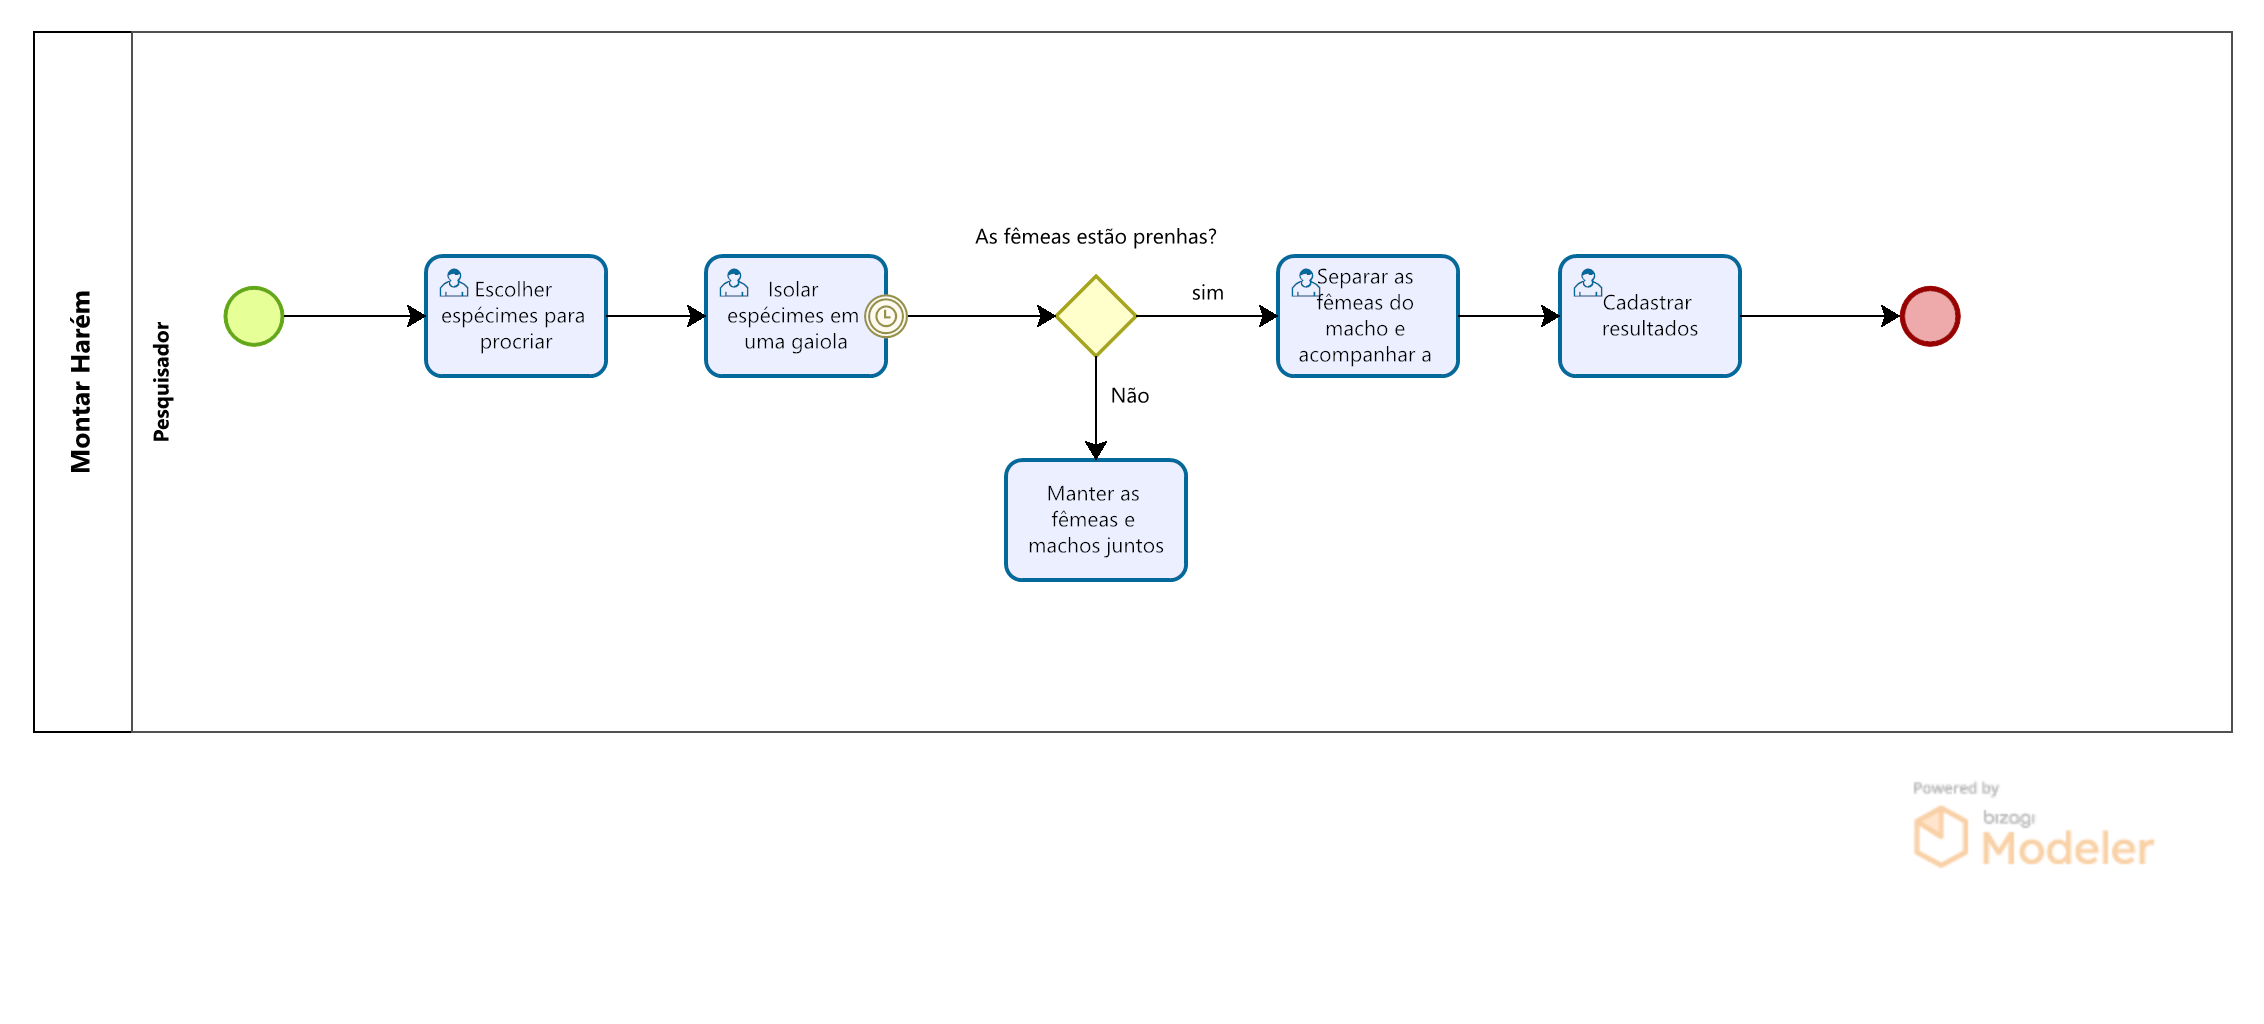 Montar Harém
Pesquisador
Escolher
espécimes para
procriar
Isolar
espécimes em
uma gaiola
As fêmeas estão prenhas?
sim
Não
Manter as
fêmeas e
machos juntos
Separar as
fêmeas do
macho e
acompanhar a
Cadastrar
resultados
Powered by
bizagi
Modeler